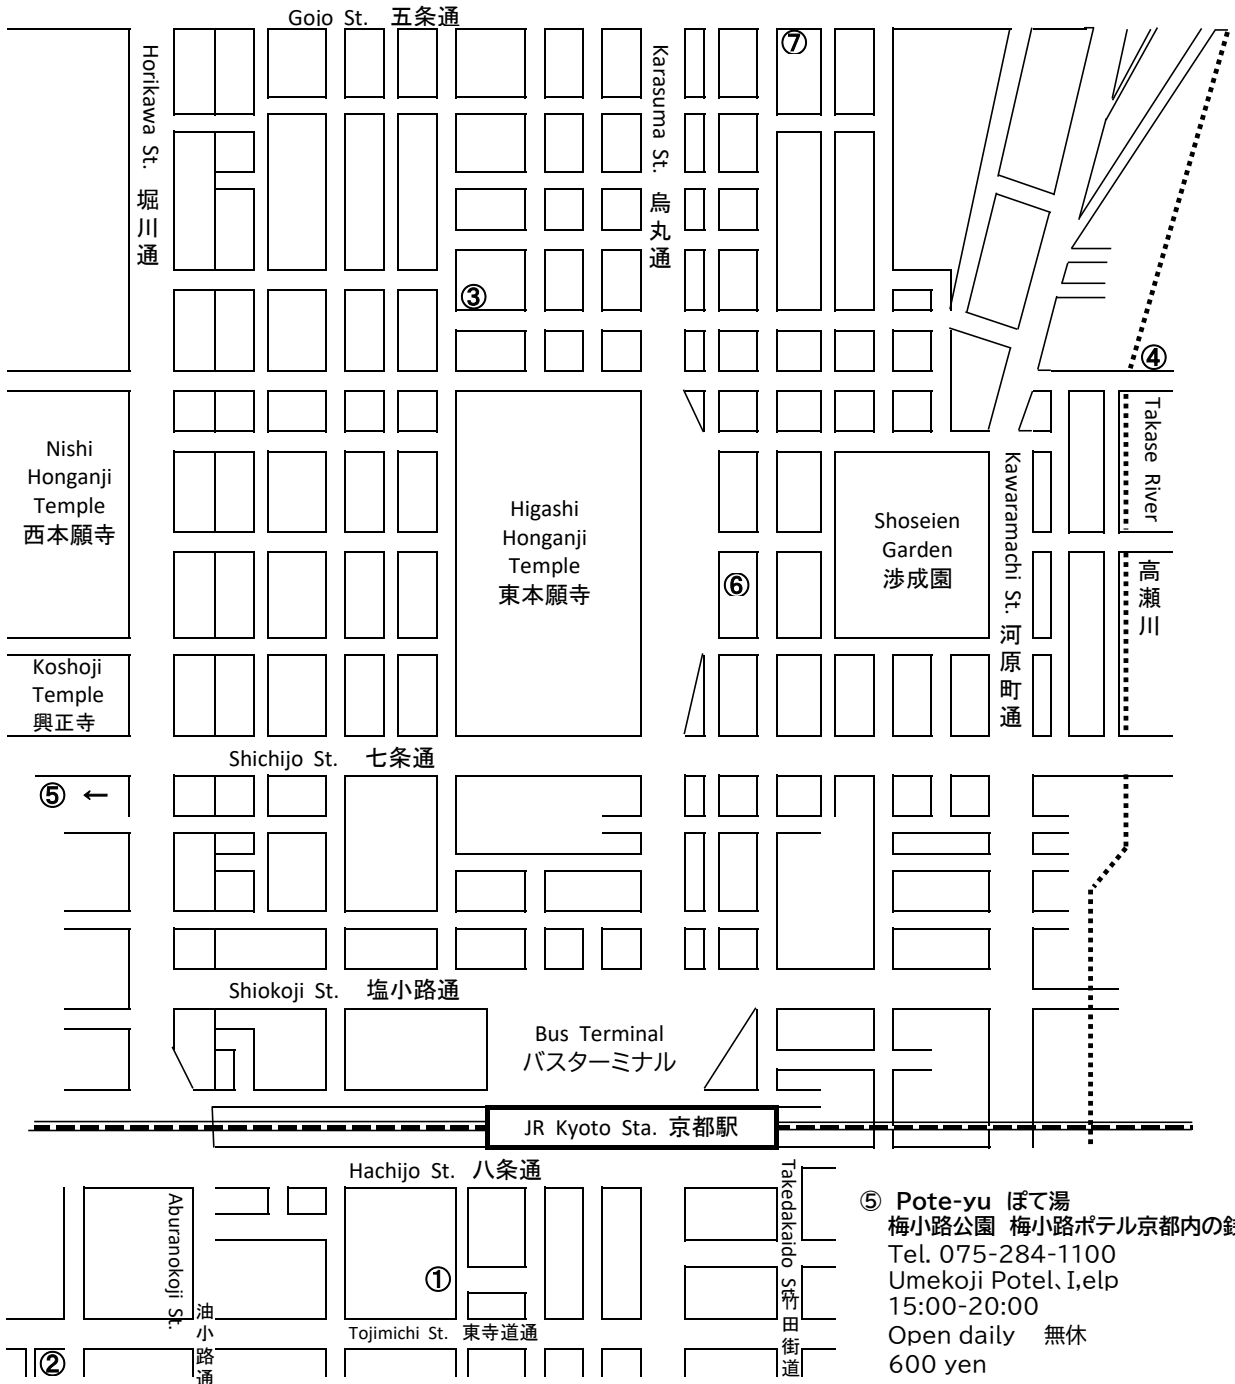 Gojo St. 五条通
⑦
Horikawa St. 堀川通
Karasuma St. 烏丸通
③
④
Nishi
Honganji
Temple
西本願寺
Higashi
Honganji
Temple
東本願寺
Shoseien
Garden
渉成園
Kawaramachi St. 河原町通
Takase River
高瀬川
⑥
Koshoji
Temple
興正寺
Shichijo St. 七条通
⑤ ←
Shiokoji St. 塩小路通
Bus Terminal
バスターミナル
JR Kyoto Sta. 京都駅
Hachijo St. 八条通
Aburanokoji St. 油小路通
Takedakaido St. 竹田街道
①
Tojimichi St. 東寺道通
②
⑤ Pote-yu ぽて湯
梅小路公園 梅小路ポテル京都内の
Tel. 075-284-1100
Umekoji Potel、I,elp
15:00-20:00
Open daily 無休
600 yen